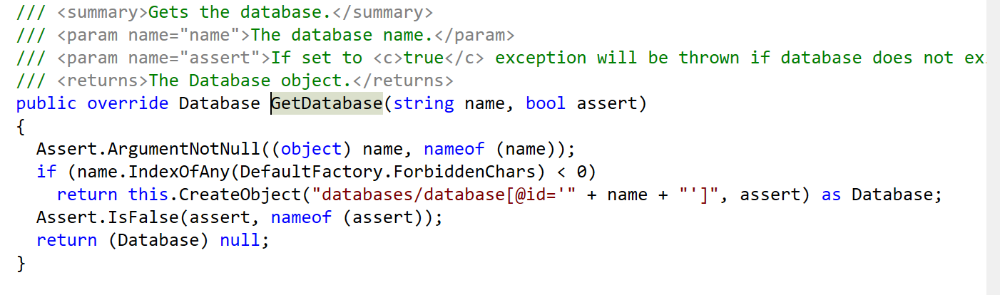 /// <summary>Gets the database.</summary>
/// <param name="name">The database name.</param>
/// <param name="assert">If set to <c>true</c> exception will be thrown if database does not ex
/// <returns>The Database object.</returns>
public override Database GetDatabase(string name, bool assert)
{
  Assert.ArgumentNotNull((object) name, nameof (name));
  if (name.IndexOfAny(DefaultFactory.ForbiddenChars) < 0)
    return this.CreateObject("databases/database[@id='" + name + "']", assert) as Database;
  Assert.IsFalse(assert, nameof (assert));
  return (Database) null;
}